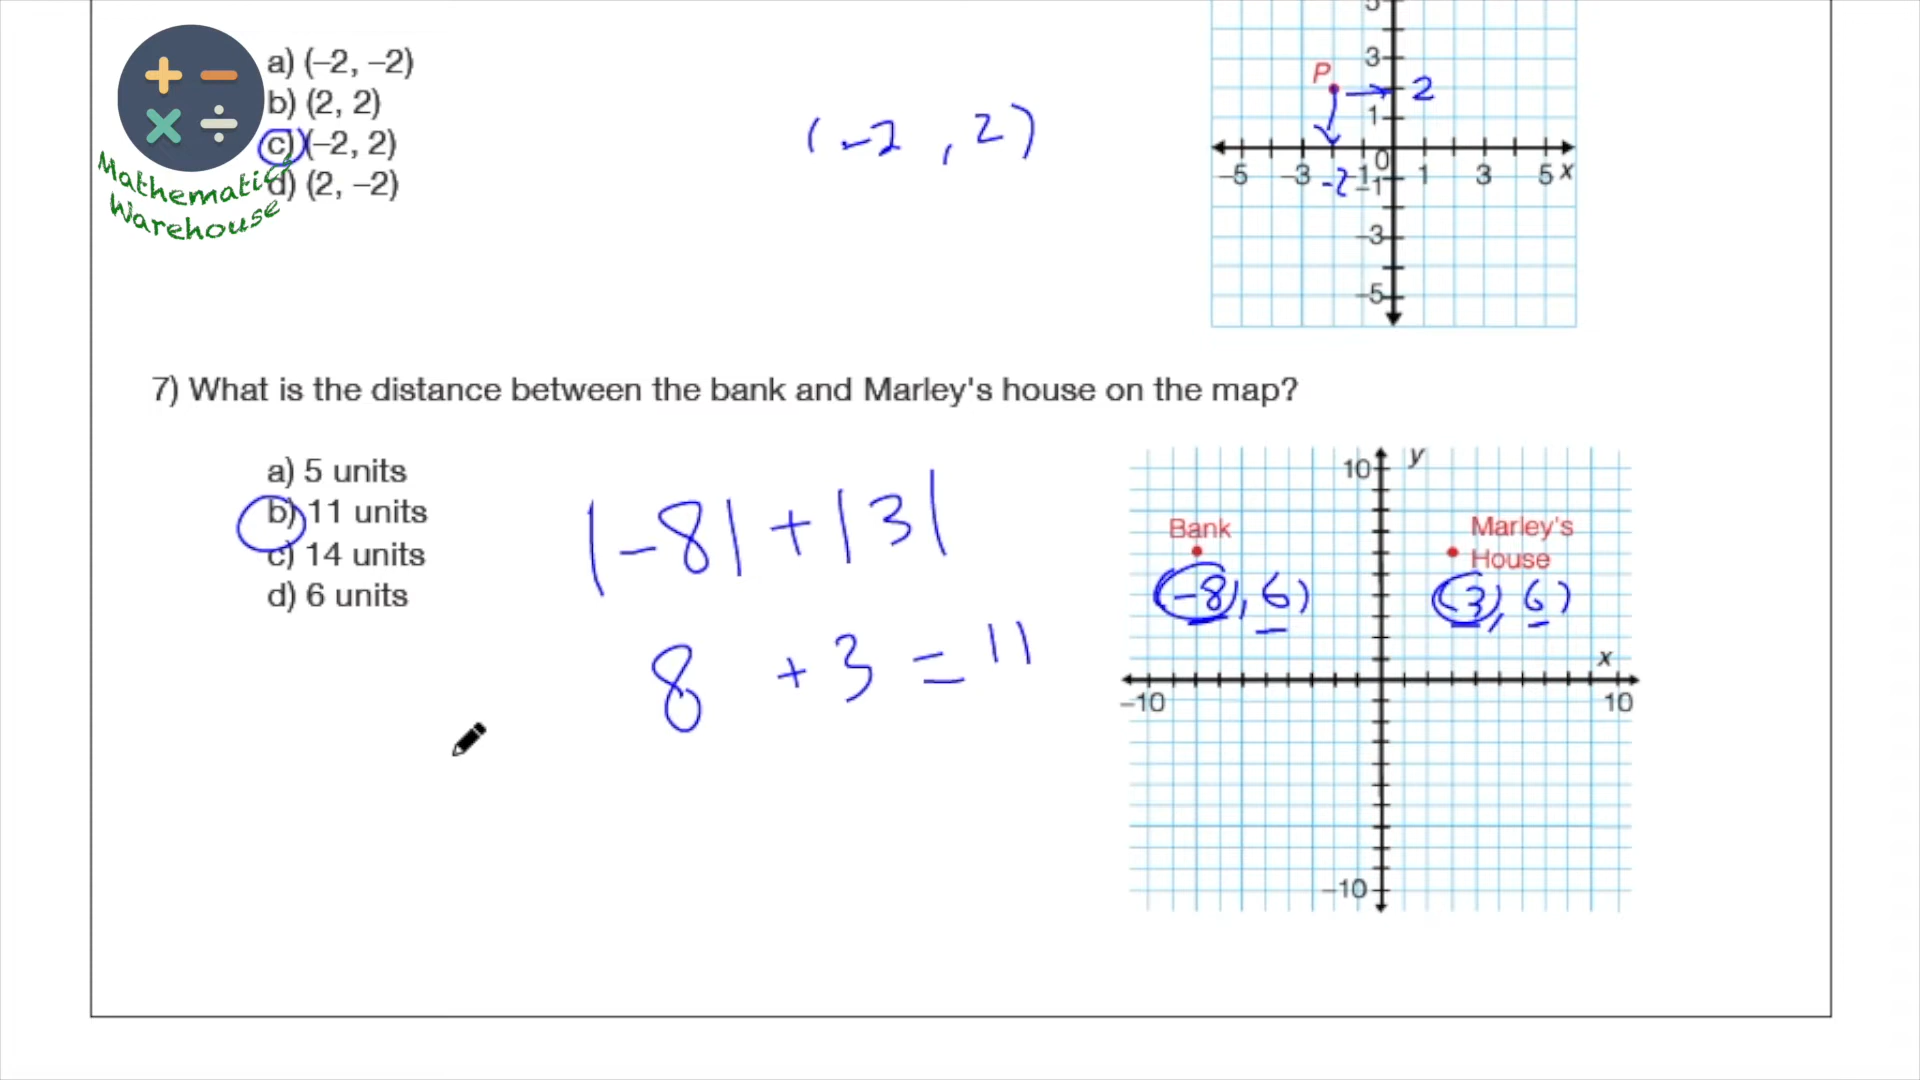 a) (–2, –2)
b) (2, 2)
c) (–2, 2)
d) (2, –2)
Mathematics
Warehouse
(-2, 2)
5
3
P
2
1
0
–5 –3 -2 –1 1 3 5 x
–1
–3
–5
7) What is the distance between the bank and Marley's house on the map?
a) 5 units
b) 11 units
c) 14 units
d) 6 units
|-8| + |3|
8 + 3 = 11
10 y
Bank
Marley's
House
(-8, 6)
(3, 6)
x
–10 10
–10